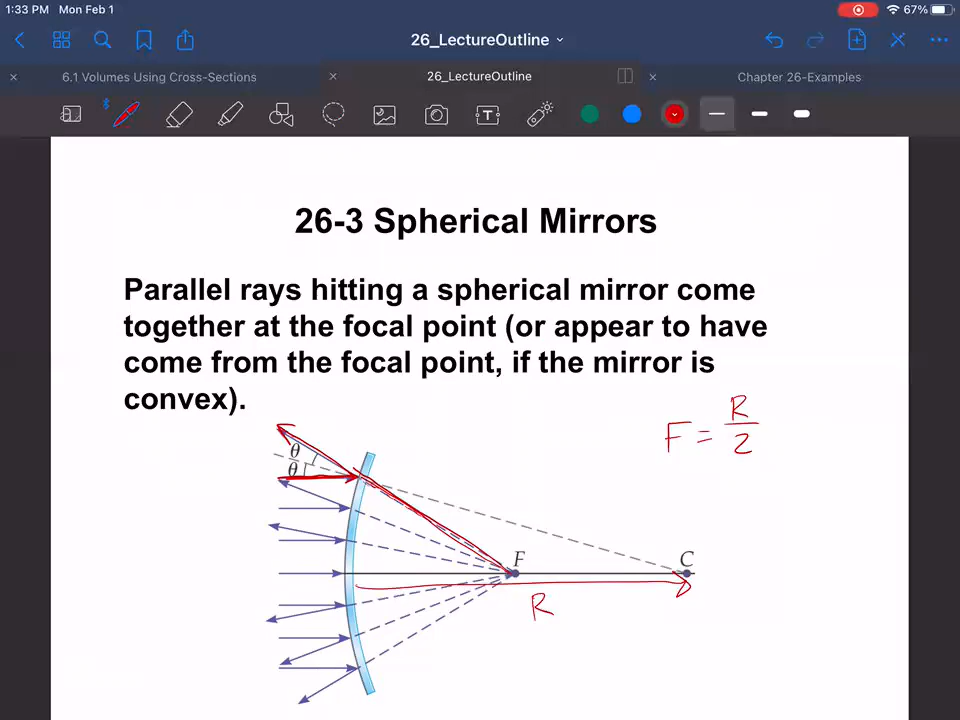 1:33 PM Mon Feb 1
67%
26_LectureOutline
6.1 Volumes Using Cross-Sections
26_LectureOutline
Chapter 26-Examples
T
26-3 Spherical Mirrors
Parallel rays hitting a spherical mirror come
together at the focal point (or appear to have
come from the focal point, if the mirror is
convex).
F = R/2
θ
θ
F
C
R